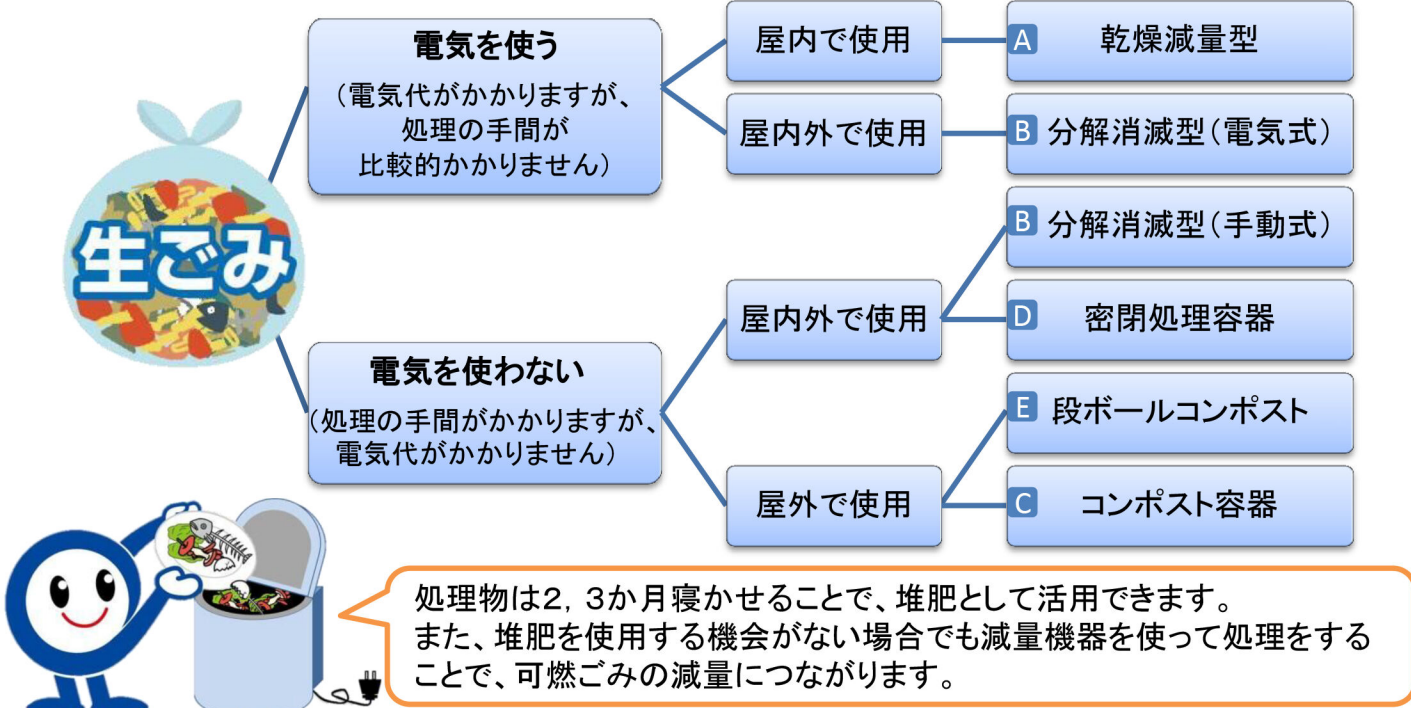 生ごみ
電気を使う
(電気代がかかりますが、
処理の手間が
比較的かかりません)
屋内で使用
A 乾燥減量型
屋内外で使用
B 分解消滅型(電気式)
電気を使わない
(処理の手間がかかりますが、
電気代がかかりません)
屋内外で使用
B 分解消滅型(手動式)
D 密閉処理容器
屋外で使用
E 段ボールコンポスト
C コンポスト容器
処理物は2,3か月寝かせることで、堆肥として活用できます。
また、堆肥を使用する機会がない場合でも減量機器を使って処理をする
ことで、可燃ごみの減量につながります。